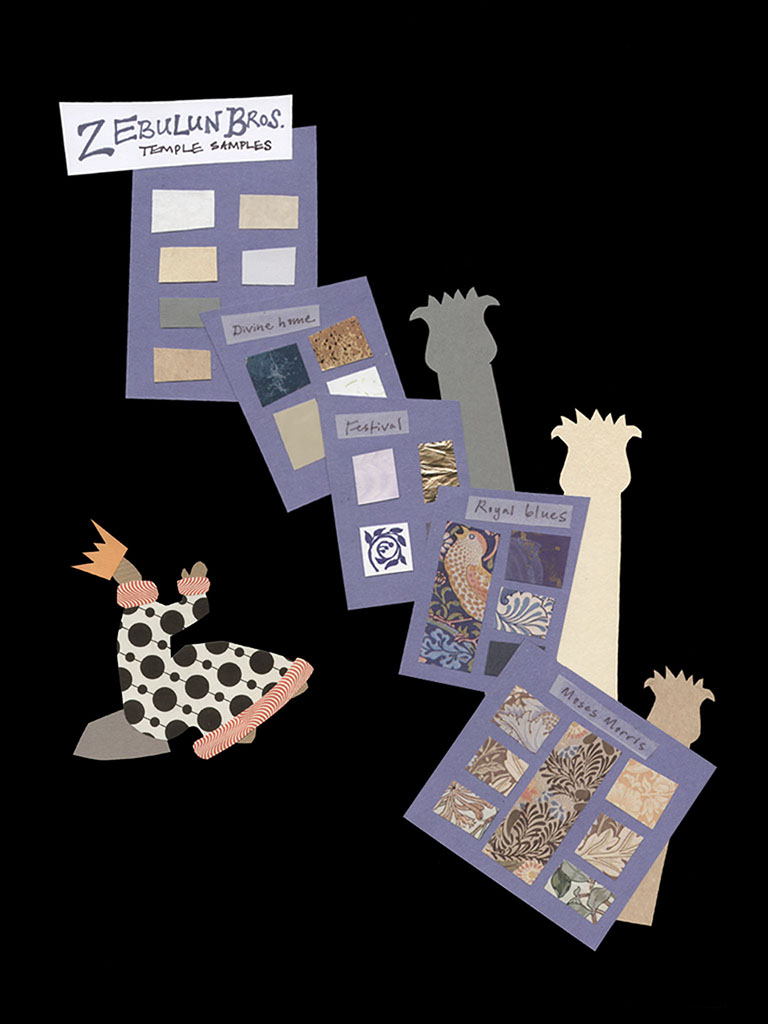 ZEBULUN BROS.
TEMPLE SAMPLES
Divine home
Festival
Royal blues
Moses Morris